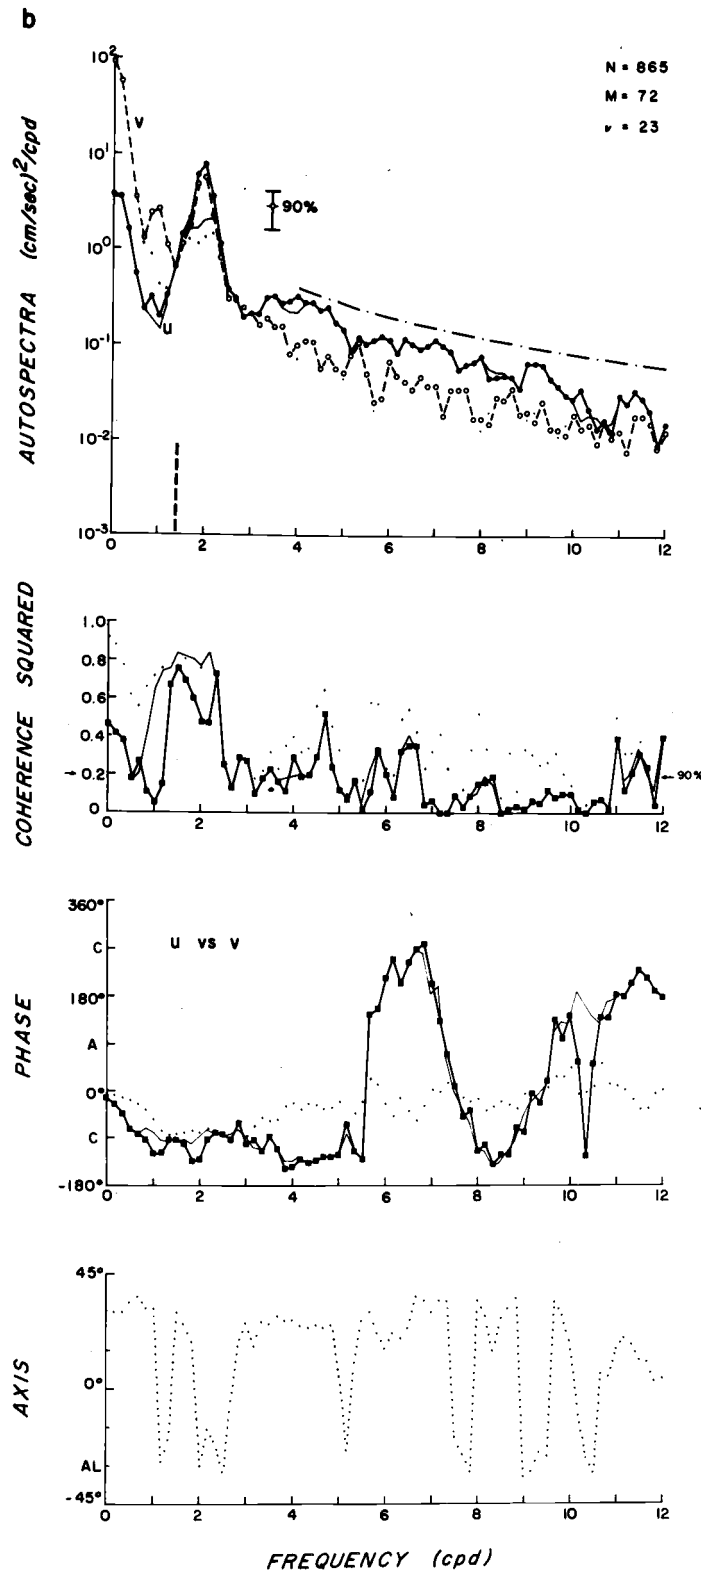 b
10²
10¹
10⁰
10⁻¹
10⁻²
10⁻³
AUTOSPECTRA (cm/sec)²/cpd
v
u
90%
N = 865
M = 72
ν = 23
0 2 4 6 8 10 12
COHERENCE SQUARED
1.0
0.8
0.6
0.4
0.2
0
90%
0 2 4 6 8 10 12
PHASE
360°
C
180°
A
0°
C
-180°
u vs v
0 2 4 6 8 10 12
AXIS
45°
0°
AL
-45°
0 2 4 6 8 10 12
FREQUENCY (cpd)